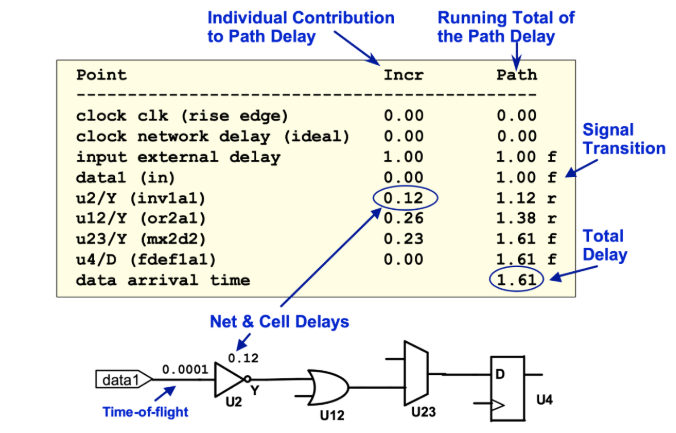 Individual Contribution
to Path Delay
Running Total of
the Path Delay
Point Incr Path
------------------------------------------------
clock clk (rise edge) 0.00 0.00
clock network delay (ideal) 0.00 0.00
input external delay 1.00 1.00 f
data1 (in) 0.00 1.00 f
u2/Y (inv1a1) 0.12 1.12 r
u12/Y (or2a1) 0.26 1.38 r
u23/Y (mx2d2) 0.23 1.61 f
u4/D (fdef1a1) 0.00 1.61 f
data arrival time 1.61
Signal
Transition
Total
Delay
Net & Cell Delays
data1
0.0001
0.12
Y
U2
Time-of-flight
U12
U23
D
U4